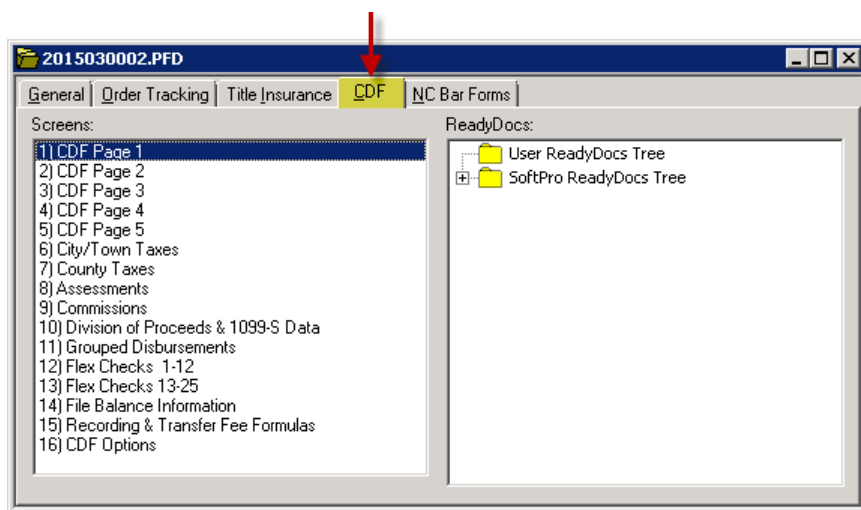 2015030002.PFD
General Order Tracking Title Insurance CDF NC Bar Forms
Screens:
1) CDF Page 1
2) CDF Page 2
3) CDF Page 3
4) CDF Page 4
5) CDF Page 5
6) City/Town Taxes
7) County Taxes
8) Assessments
9) Commissions
10) Division of Proceeds & 1099-S Data
11) Grouped Disbursements
12) Flex Checks 1-12
13) Flex Checks 13-25
14) File Balance Information
15) Recording & Transfer Fee Formulas
16) CDF Options
ReadyDocs:
User ReadyDocs Tree
SoftPro ReadyDocs Tree